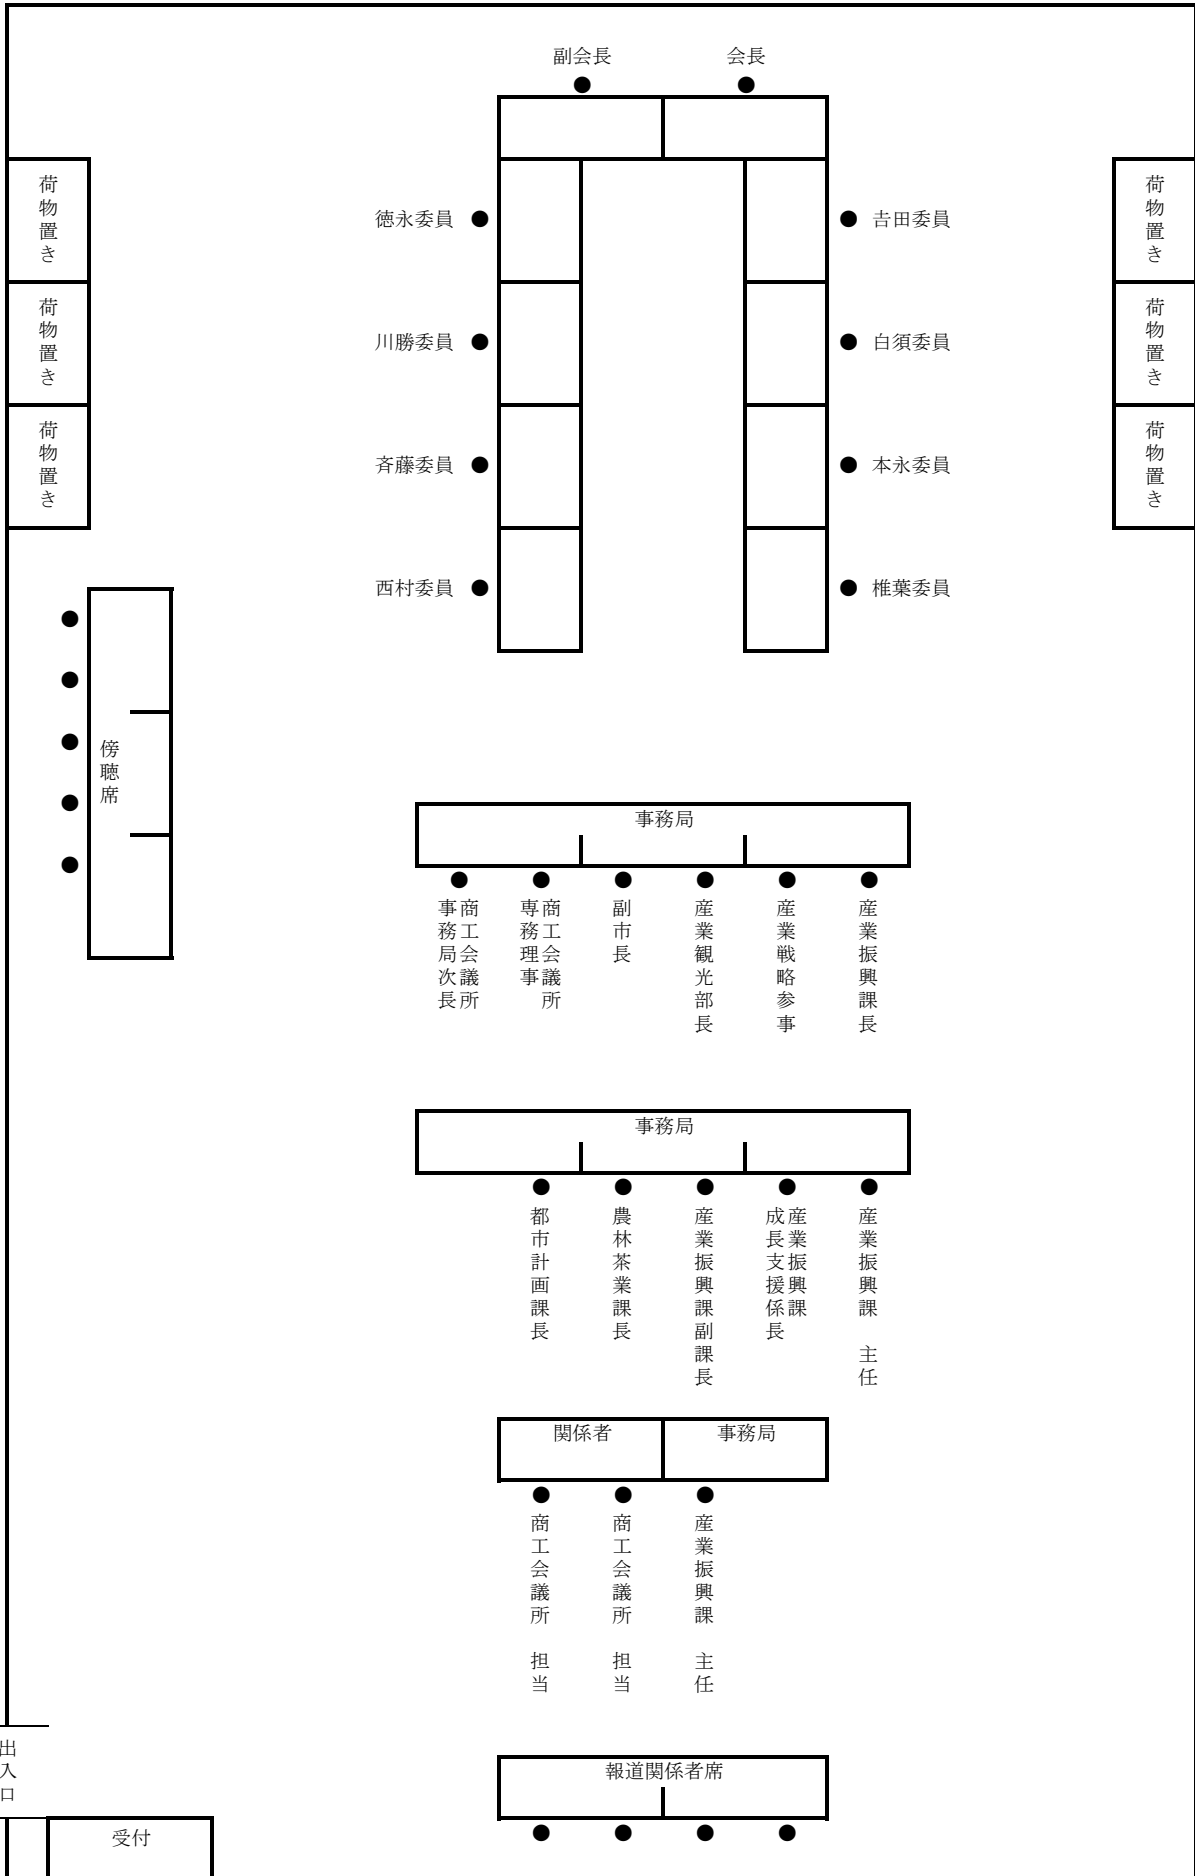 副会長
会長
荷物置き
荷物置き
徳永委員
𠮷田委員
荷物置き
荷物置き
川勝委員
白須委員
荷物置き
荷物置き
斉藤委員
本永委員
西村委員
椎葉委員
傍聴席
事務局
商工会議所
事務局次長
商工会議所
専務理事
副市長
産業観光部長
産業戦略参事
産業振興課長
事務局
都市計画課長
農林茶業課長
産業振興課副課長
産業振興課
成長支援係長
産業振興課　主任
関係者
事務局
商工会議所　担当
商工会議所　担当
産業振興課　主任
出入口
報道関係者席
受付